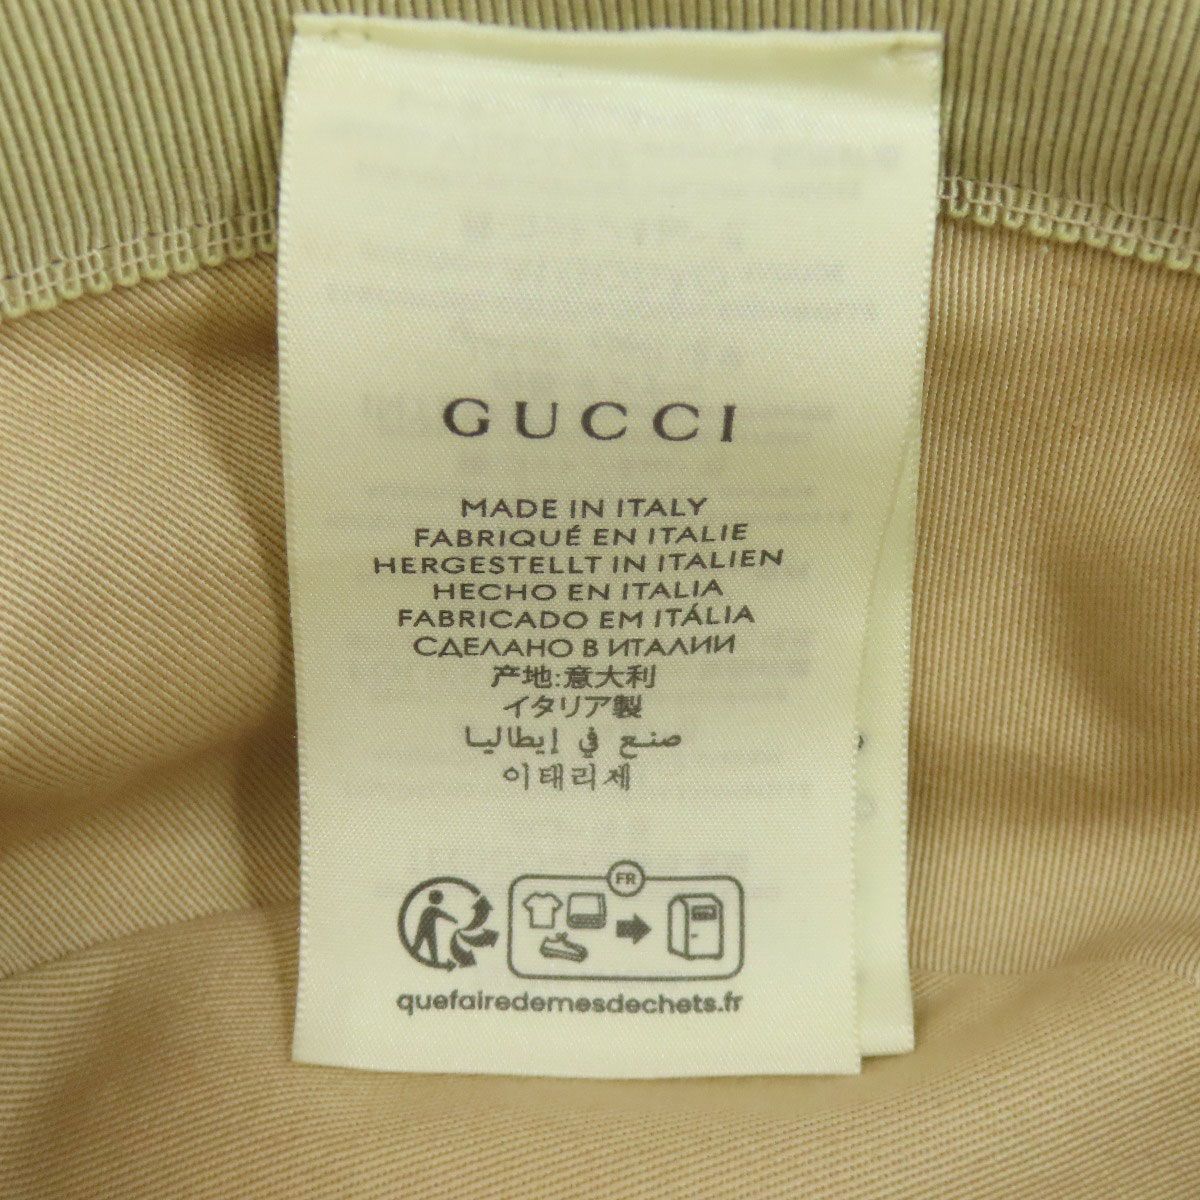 GUCCI
MADE IN ITALY
FABRIQUÉ EN ITALIE
HERGESTELLT IN ITALIEN
HECHO EN ITALIA
FABRICADO EM ITÁLIA
СДЕЛАНО В ИТАЛИИ
产地:意大利
イタリア製
صنع في إيطاليا
이태리제
FR
quefairedemesdechets.fr